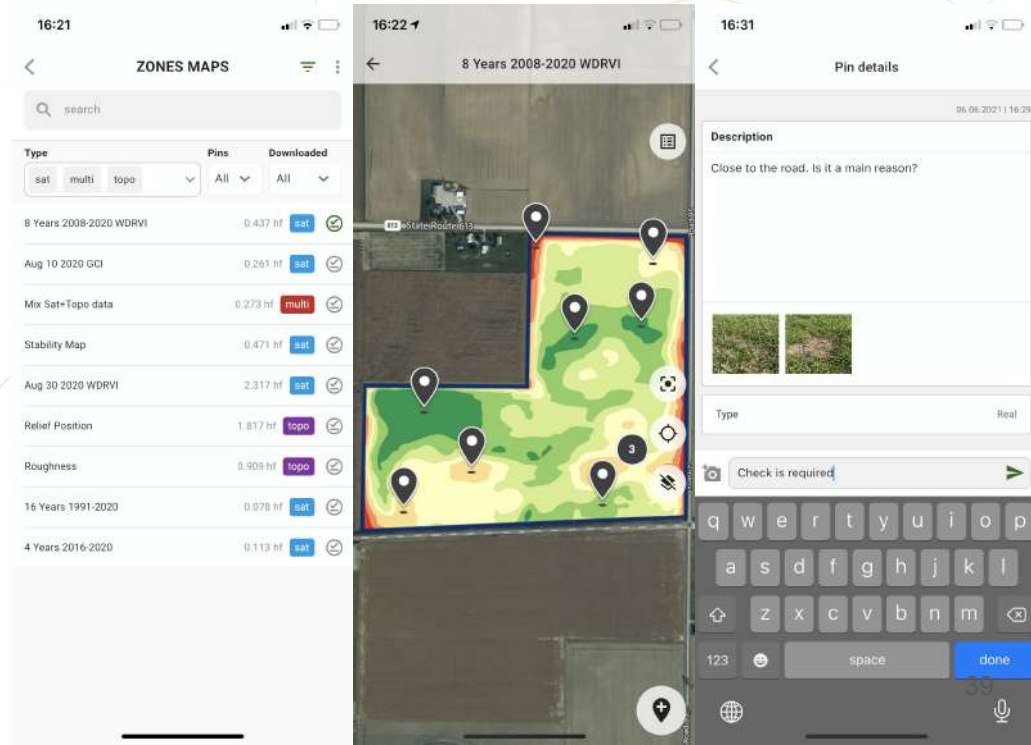 16:21
ZONES MAPS
search
Type Pins Downloaded
sat multi topo All All
8 Years 2008-2020 WDRVI 0.437 hf sat
Aug 10 2020 GCI 0.261 hf sat
Mix Sat+Topo data 0.273 hf multi
Stability Map 0.471 hf sat
Aug 30 2020 WDRVI 2.317 hf sat
Relief Position 1.817 hf topo
Roughness 0.909 hf topo
16 Years 1991-2020 0.078 hf sat
4 Years 2016-2020 0.113 hf sat
16:22
8 Years 2008-2020 WDRVI
613 State Route 613
3
16:31
Pin details
06.06.2021 | 16:29
Description
Close to the road. Is it a main reason?
Type Real
Check is required
q w e r t y u i o p
a s d f g h j k l
z x c v b n m
123 space done
39